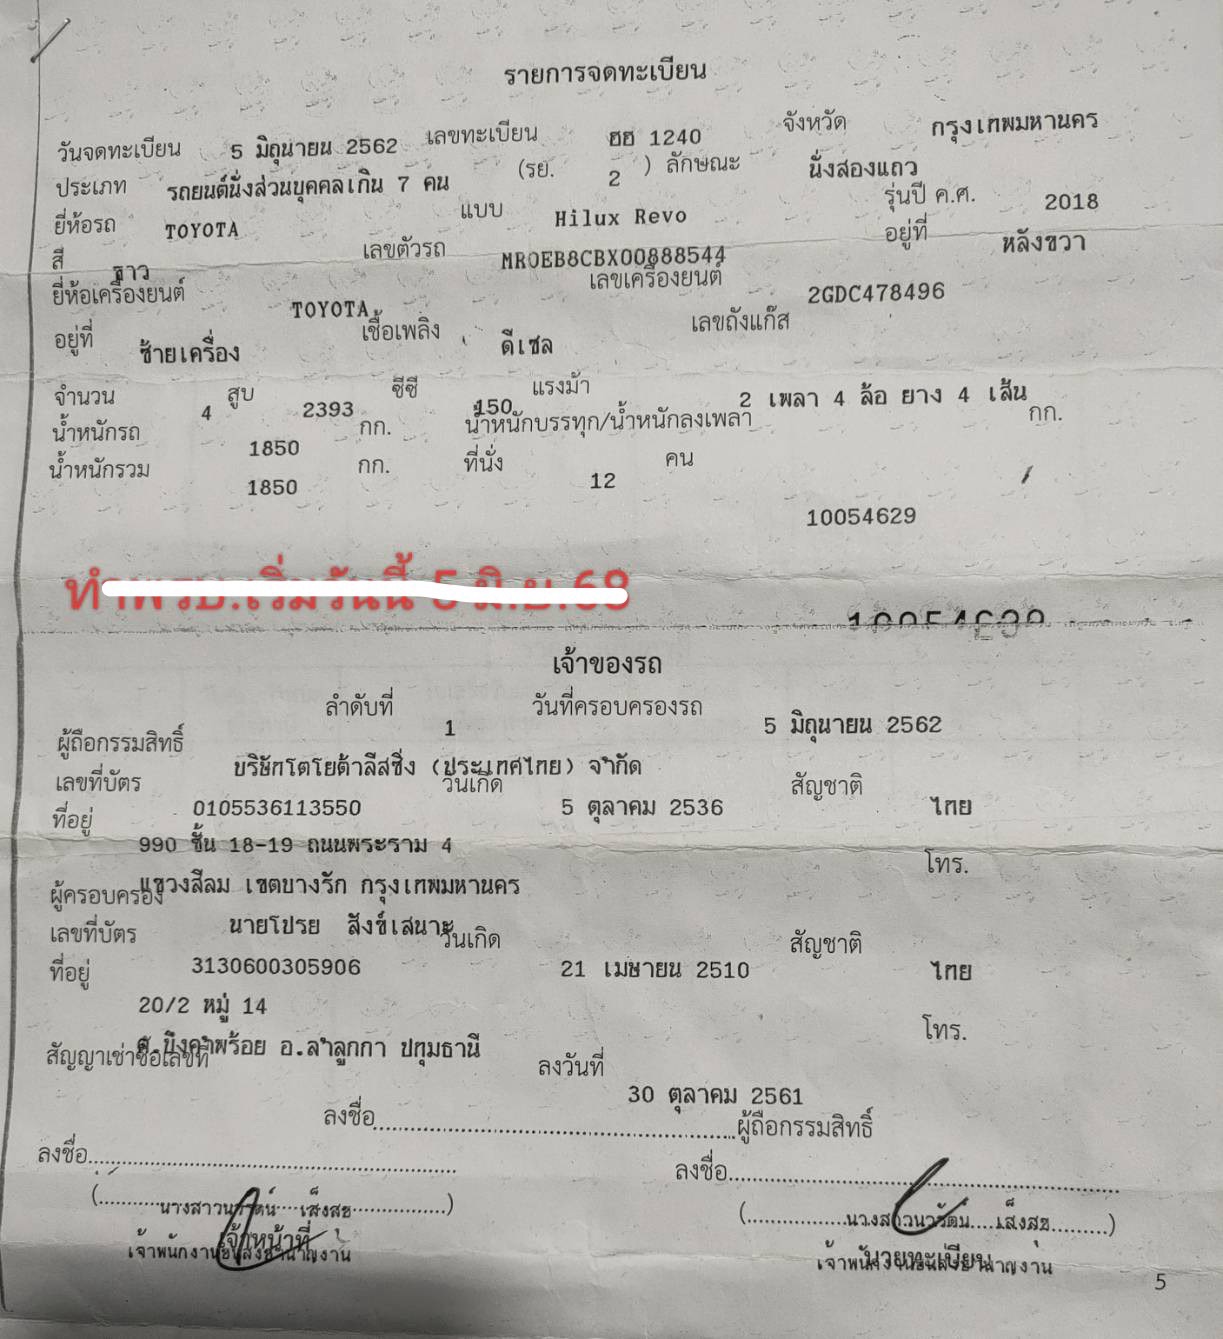 รายการจดทะเบียน
วันจดทะเบียน 5 มิถุนายน 2562 เลขทะเบียน ฮฮ 1240 จังหวัด กรุงเทพมหานคร
ประเภท รถยนต์นั่งส่วนบุคคลเกิน 7 คน (รย. 2 ) ลักษณะ นั่งสองแถว
ยี่ห้อรถ TOYOTA แบบ Hilux Revo รุ่นปี ค.ศ. 2018
สี ขาว เลขตัวรถ MR0EB8CBX00888544 อยู่ที่ หลังขวา
ยี่ห้อเครื่องยนต์ TOYOTA เลขเครื่องยนต์ 2GDC478496
อยู่ที่ ซ้ายเครื่อง เชื้อเพลิง ดีเซล เลขถังแก๊ส
จำนวน 4 สูบ 2393 ซีซี 150 แรงม้า 2 เพลา 4 ล้อ ยาง 4 เส้น
น้ำหนักรถ 1850 กก. น้ำหนักบรรทุก/น้ำหนักลงเพลา กก.
น้ำหนักรวม 1850 กก. ที่นั่ง 12 คน
10054629
ทำพรบ.เริ่มวันนี้ 5 มิ.ย.68
เจ้าของรถ
ลำดับที่ 1 วันที่ครอบครองรถ 5 มิถุนายน 2562
ผู้ถือกรรมสิทธิ์ บริษัทโตโยต้าลีสซิ่ง (ประเทศไทย) จำกัด
เลขที่บัตร 0105536113550 วันเกิด 5 ตุลาคม 2536 สัญชาติ ไทย
ที่อยู่ 990 ชั้น 18-19 ถนนพระราม 4
แขวงสีลม เขตบางรัก กรุงเทพมหานคร โทร.
ผู้ครอบครอง นายโปรย สังข์เสนาะ
เลขที่บัตร 3130600305906 วันเกิด 21 เมษายน 2510 สัญชาติ ไทย
ที่อยู่ 20/2 หมู่ 14
ต.บึงคำพร้อย อ.ลำลูกกา ปทุมธานี โทร.
สัญญาเช่าซื้อเลขที่ ลงวันที่ 30 ตุลาคม 2561
ลงชื่อ ผู้ถือกรรมสิทธิ์
ลงชื่อ ลงชื่อ
(นางสาวนวรัตน์ เส็งสุข) (นางสาวนวรัตน์ เส็งสุข)
เจ้าหน้าที่ นายทะเบียน
เจ้าพนักงานขนส่งชำนาญงาน เจ้าพนักงานขนส่งชำนาญงาน
5